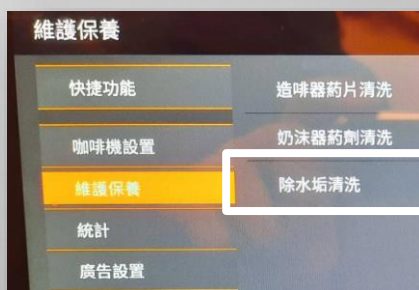 維護保養
快捷功能
造啡器葯片清洗
咖啡機設置
奶沫器葯劑清洗
維護保養
除水垢清洗
統計
廣告設置